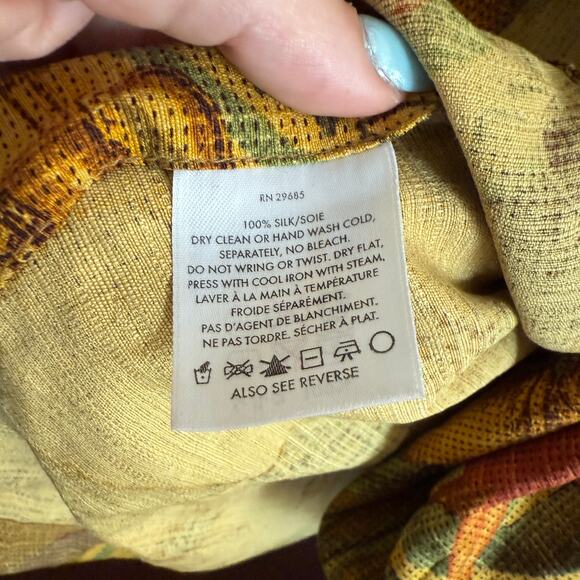 RN 29685
100% SILK/SOIE
DRY CLEAN OR HAND WASH COLD,
SEPARATELY, NO BLEACH.
DO NOT WRING OR TWIST. DRY FLAT,
PRESS WITH COOL IRON WITH STEAM.
LAVER À LA MAIN À TEMPÉRATURE
FROIDE SÉPARÉMENT.
PAS D'AGENT DE BLANCHIMENT.
NE PAS TORDRE. SÉCHER À PLAT.
ALSO SEE REVERSE